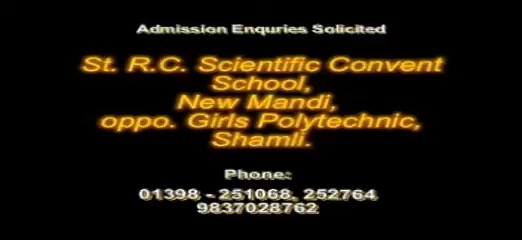 Admission Enquries Solicited
St. R.C. Scientific Convent
School,
New Mandi,
oppo. Girls Polytechnic,
Shamli.
Phone:
01398 - 251068, 252764
9837028762